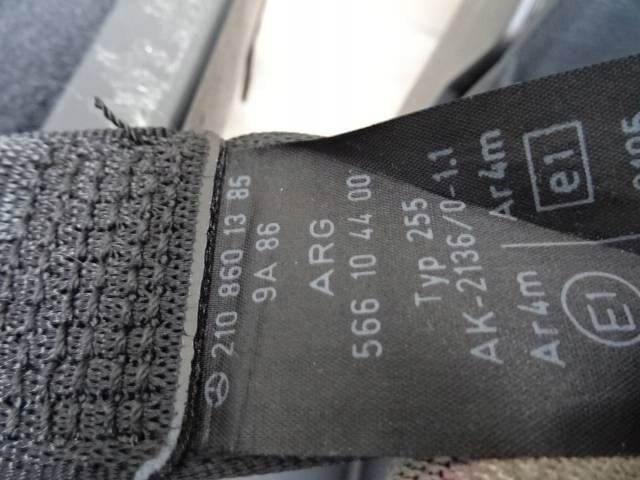 210 860 13 85
9A 86
ARG
566 10 44 00
Typ 255
AK-2136/0-1.1
Ar4m e1
Ar4m E1